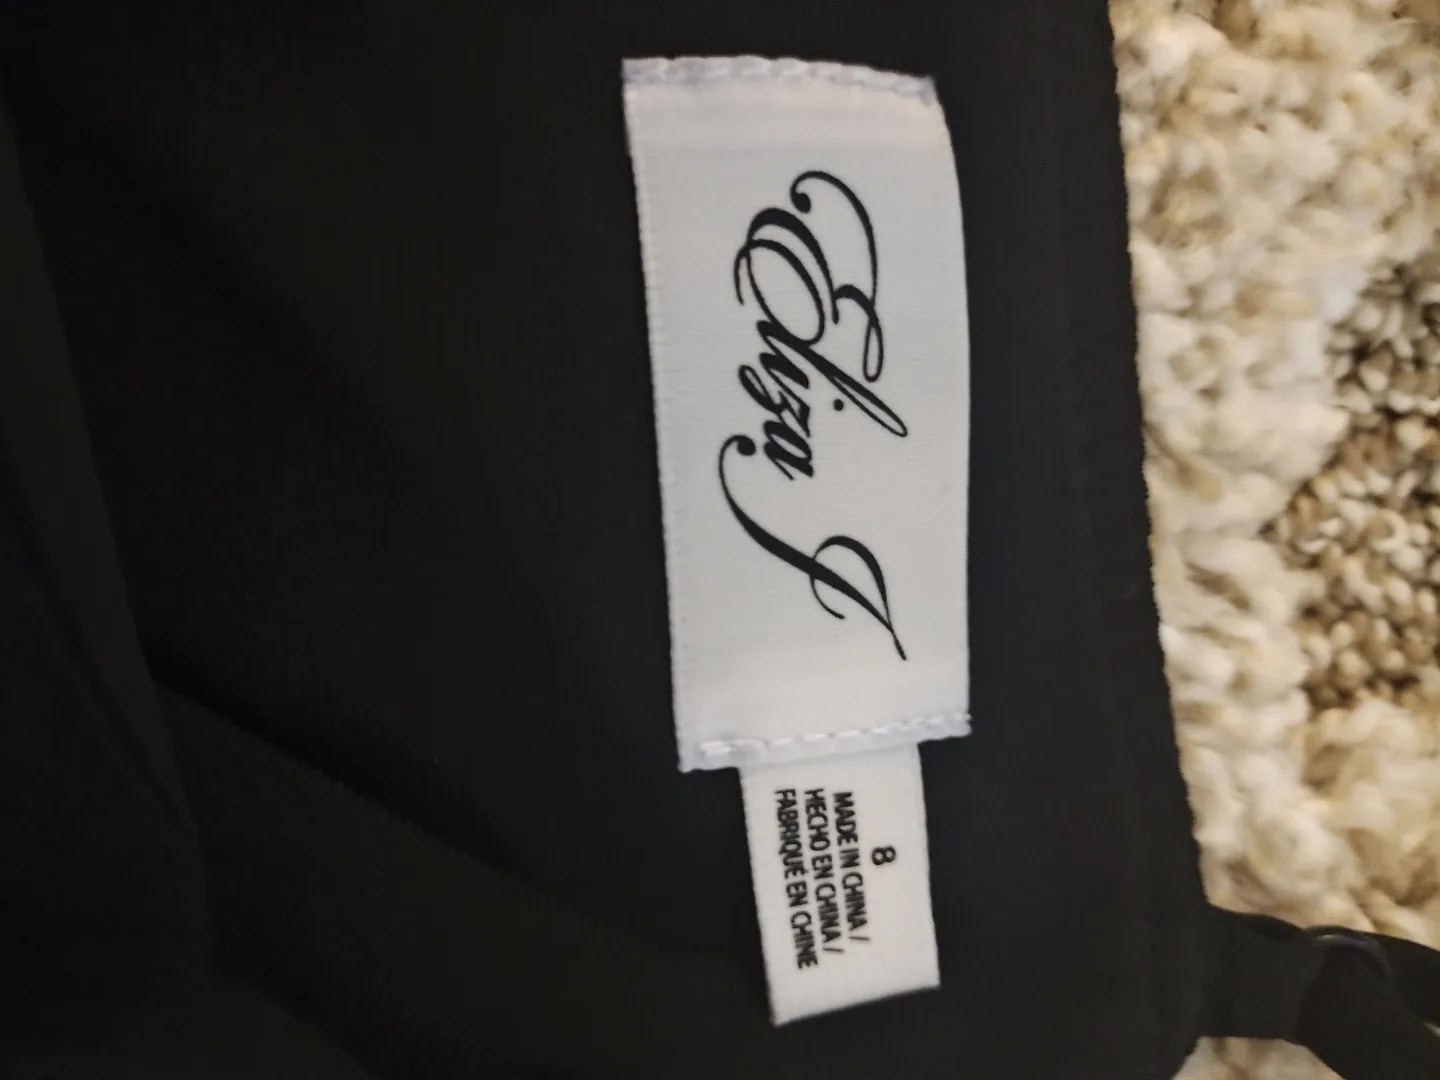 Eliza J
8
MADE IN CHINA /
HECHO EN CHINA /
FABRIQUÉ EN CHINE